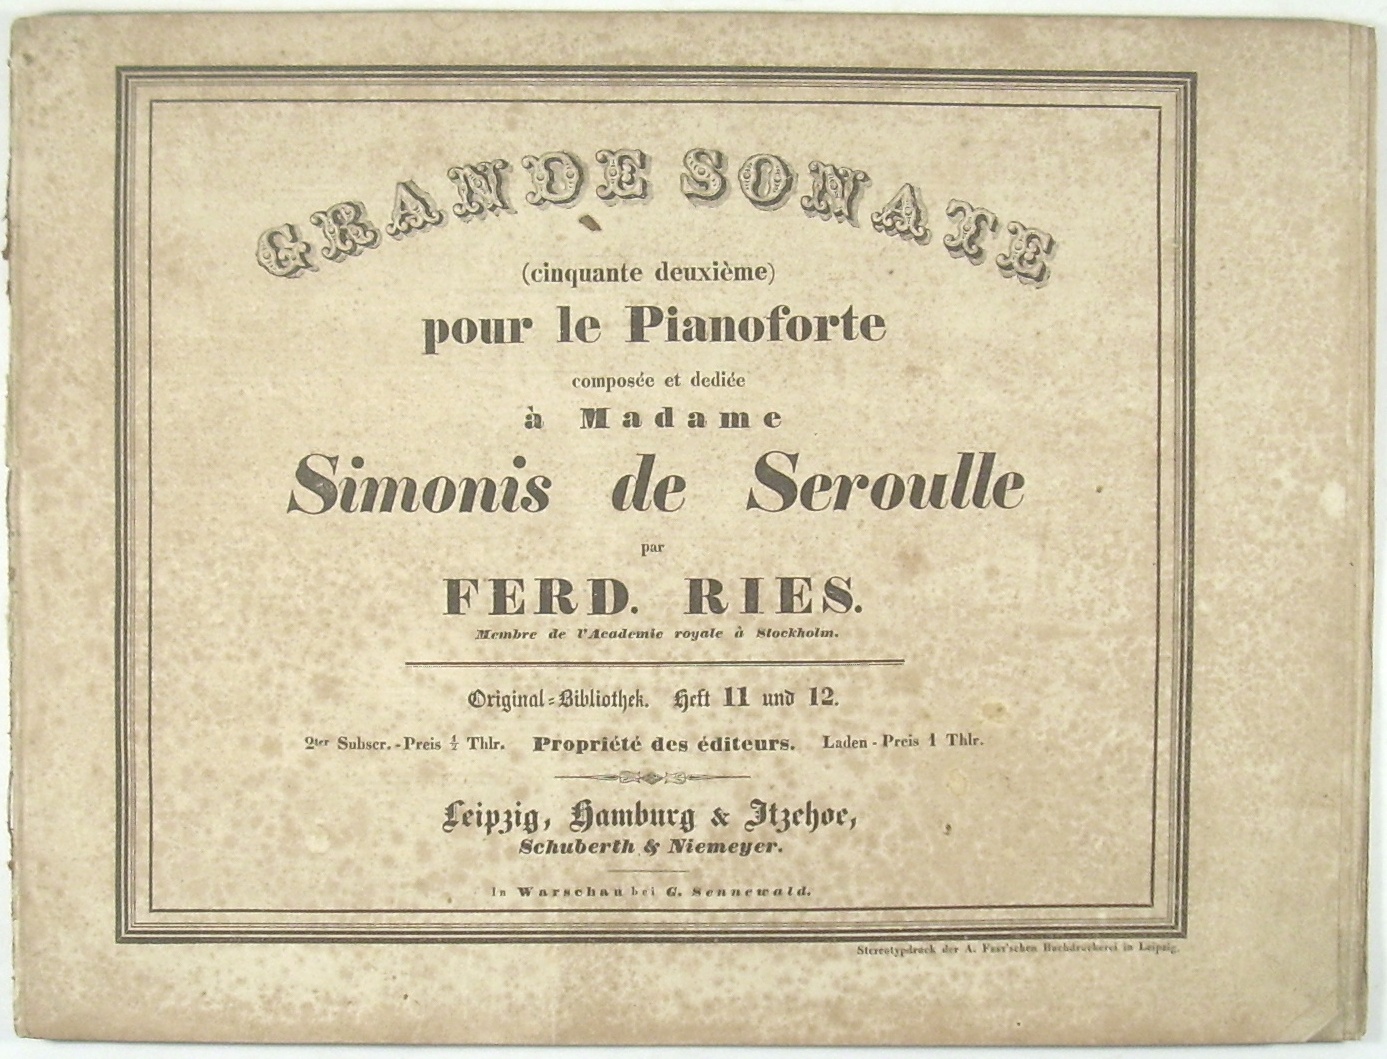 GRANDE SONATE
(cinquante deuxième)
pour le Pianoforte
composée et dediée
à Madame
Simonis de Seroulle
par
FERD. RIES.
Membre de l'Academie royale à Stockholm.
Original-Bibliothek. Heft 11 und 12.
2ter Subscr.-Preis ½ Thlr. Propriété des éditeurs. Laden-Preis 1 Thlr.
Leipzig, Hamburg & Itzehoe,
Schuberth & Niemeyer.
In Warschau bei G. Sennewald.
Stereotypdruck der A. Fest'schen Buchdruckerei in Leipzig.